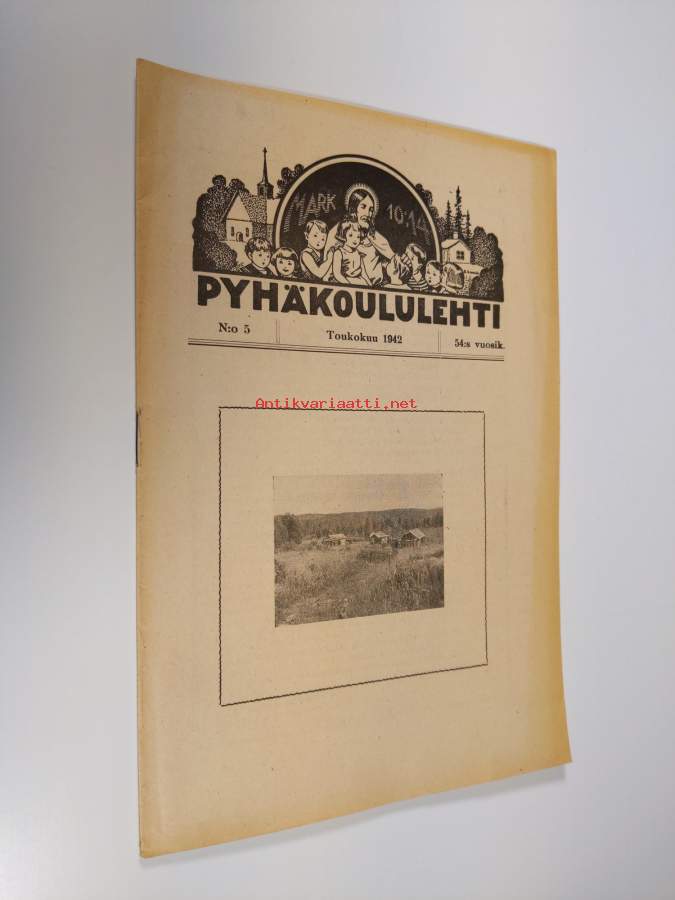 MARK 10:14
PYHÄKOULULEHTI
N:o 5 Toukokuu 1942 54:s vuosik.
Antikvariaatti.net